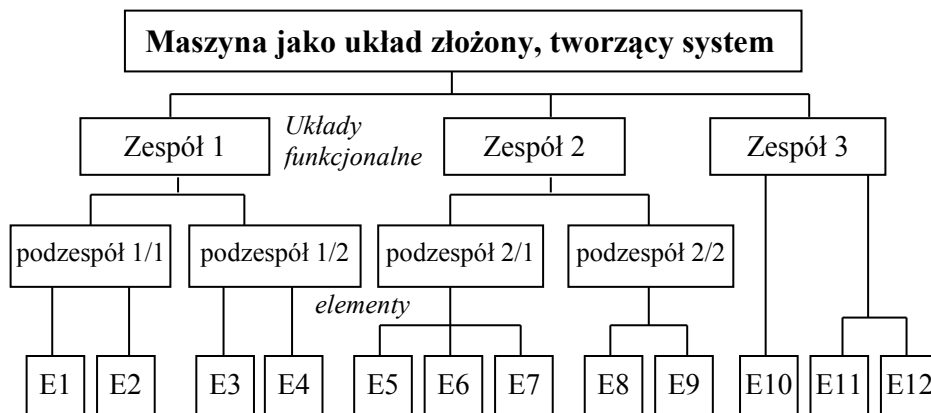 Maszyna jako układ złożony, tworzący system
Układy
funkcjonalne
Zespół 1
Zespół 2
Zespół 3
podzespół 1/1
podzespół 1/2
podzespół 2/1
podzespół 2/2
elementy
E1
E2
E3
E4
E5
E6
E7
E8
E9
E10
E11
E12